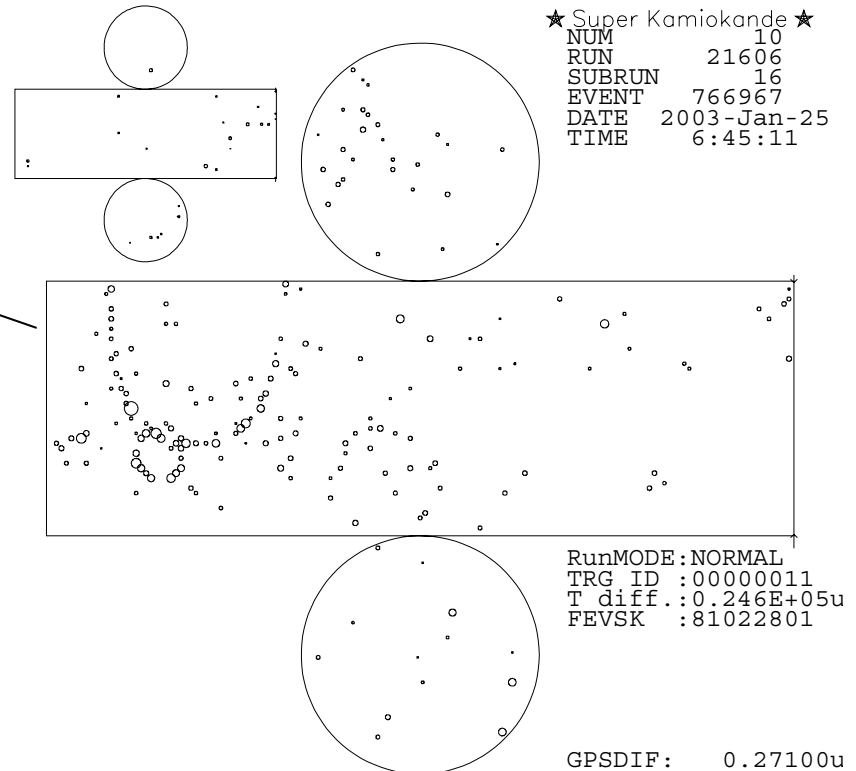 ★ Super Kamiokande ★
NUM 10
RUN 21606
SUBRUN 16
EVENT 766967
DATE 2003-Jan-25
TIME 6:45:11
RunMODE:NORMAL
TRG ID :00000011
T diff.:0.246E+05u
FEVSK :81022801
GPSDIF: 0.27100u